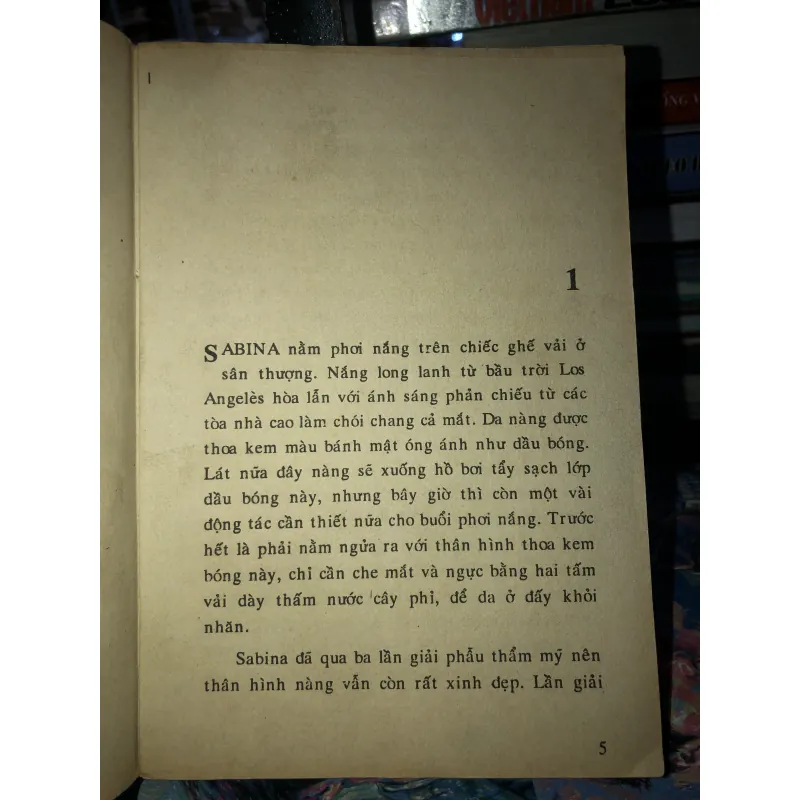 1
1
SABINA nằm phơi nắng trên chiếc ghế vải ở
sân thượng. Nắng long lanh từ bầu trời Los
Angelès hòa lẫn với ánh sáng phản chiếu từ các
tòa nhà cao làm chói chang cả mắt. Da nàng được
thoa kem màu bánh mật óng ánh như dầu bóng.
Lát nữa đây nàng sẽ xuống hồ bơi tẩy sạch lớp
dầu bóng này, nhưng bây giờ thì còn một vài
động tác cần thiết nữa cho buổi phơi nắng. Trước
hết là phải nằm ngửa ra với thân hình thoa kem
bóng này, chỉ cần che mắt và ngực bằng hai tấm
vải dày thấm nước cây phỉ, để da ở đấy khỏi
nhăn.
Sabina đã qua ba lần giải phẫu thẩm mỹ nên
thân hình nàng vẫn còn rất xinh đẹp. Lần giải
5